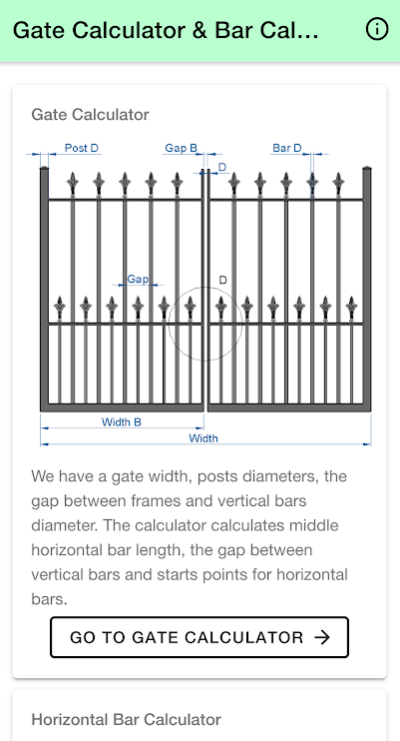 Gate Calculator & Bar Cal...
Gate Calculator
Post D
Gap B
Bar D
D
Gap
D
Width B
Width
We have a gate width, posts diameters, the
gap between frames and vertical bars
diameter. The calculator calculates middle
horizontal bar length, the gap between
vertical bars and starts points for horizontal
bars.
GO TO GATE CALCULATOR →
Horizontal Bar Calculator